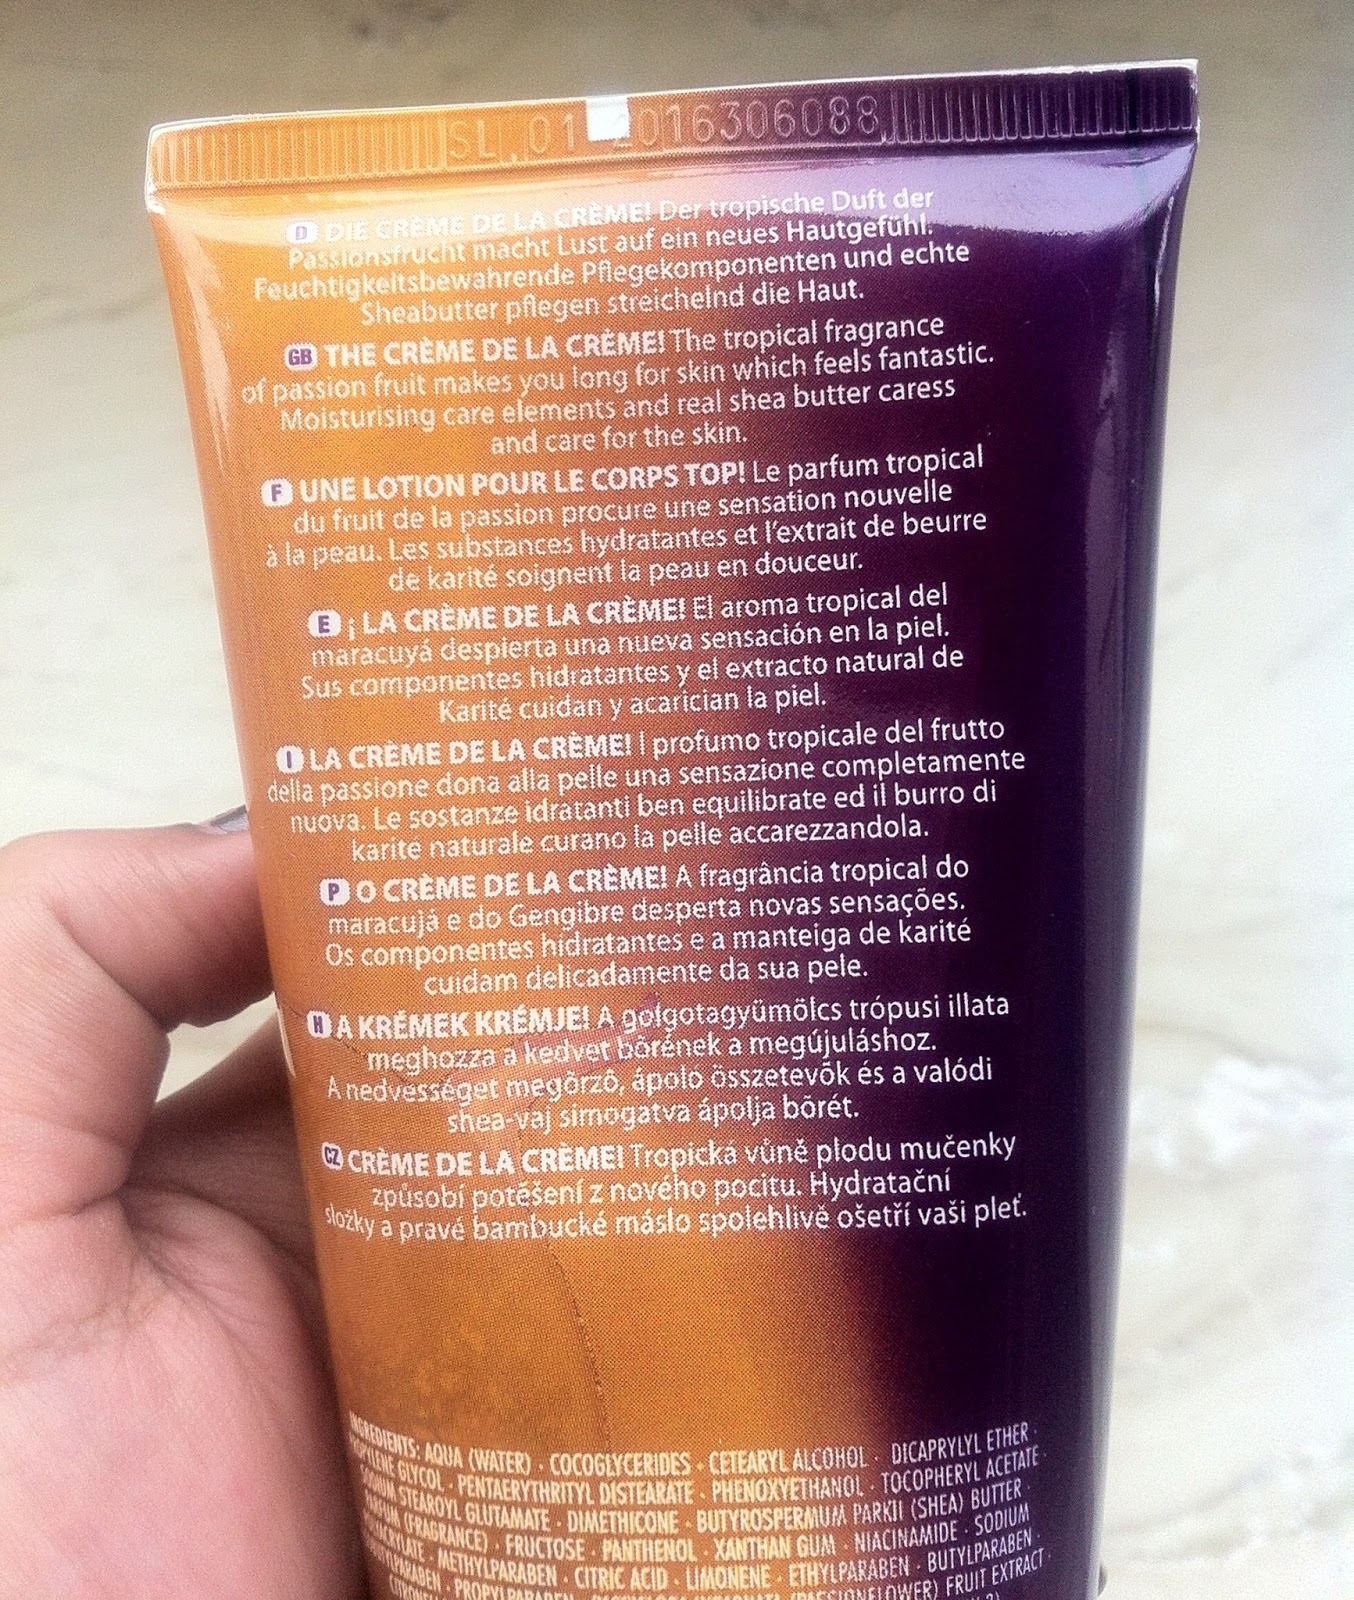 SL 01 2016306088
D DIE CRÈME DE LA CRÈME! Der tropische Duft der
Passionsfrucht macht Lust auf ein neues Hautgefühl.
Feuchtigkeitsbewahrende Pflegekomponenten und echte
Sheabutter pflegen streichelnd die Haut.
GB THE CRÈME DE LA CRÈME! The tropical fragrance
of passion fruit makes you long for skin which feels fantastic.
Moisturising care elements and real shea butter caress
and care for the skin.
F UNE LOTION POUR LE CORPS TOP! Le parfum tropical
du fruit de la passion procure une sensation nouvelle
à la peau. Les substances hydratantes et l'extrait de beurre
de karité soignent la peau en douceur.
E ¡ LA CRÈME DE LA CRÈME! El aroma tropical del
maracuyá despierta una nueva sensación en la piel.
Sus componentes hidratantes y el extracto natural de
Karité cuidan y acarician la piel.
I LA CRÈME DE LA CRÈME! I profumo tropicale del frutto
della passione dona alla pelle una sensazione completamente
nuova. Le sostanze idratanti ben equilibrate ed il burro di
karite naturale curano la pelle accarezzandola.
P O CRÈME DE LA CRÈME! A fragrância tropical do
maracujá e do Gengibre desperta novas sensações.
Os componentes hidratantes e a manteiga de karité
cuidam delicadamente da sua pele.
H A KRÉMEK KRÉMJE! A golgotagyümölcs trópusi illata
meghozza a kedvet bõrének a megújuláshoz.
A nedvességet megõrzõ, ápolo összetevõk és a valódi
shea-vaj simogatva ápolja bõrét.
CZ CRÈME DE LA CRÈME! Tropická vůně plodu mučenky
způsobí potěšení z nového pocitu. Hydratační
složky a pravé bambucké máslo spolehlivě ošetří vaši pleť.
INGREDIENTS: AQUA (WATER) · COCOGLYCERIDES · CETEARYL ALCOHOL · DICAPRYLYL ETHER ·
GLYCOL · PENTAERYTHRITYL DISTEARATE · PHENOXYETHANOL · TOCOPHERYL ACETATE ·
SODIUM STEAROYL GLUTAMATE · DIMETHICONE · BUTYROSPERMUM PARKII (SHEA) BUTTER ·
PARFUM (FRAGRANCE) · FRUCTOSE · PANTHENOL · XANTHAN GUM · NIACINAMIDE · SODIUM
· METHYLPARABEN · CITRIC ACID · LIMONENE · ETHYLPARABEN · BUTYLPARABEN ·
· PROPYLPARABEN · (PASSIONFLOWER) FRUIT EXTRACT ·